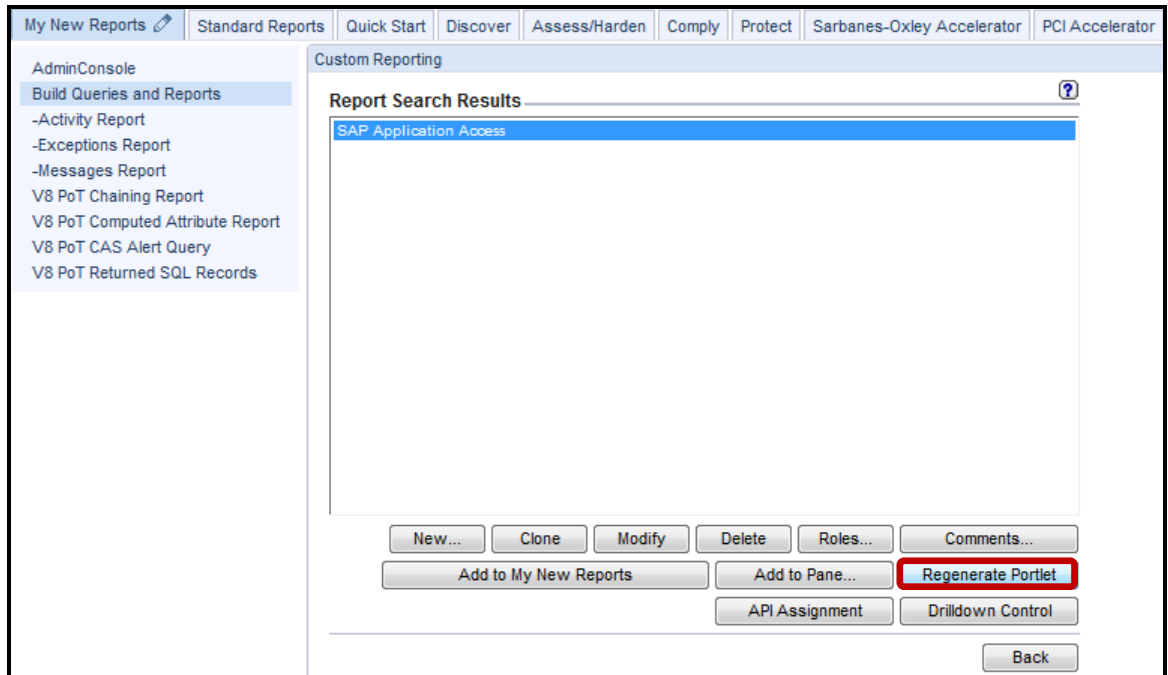 My New Reports Standard Reports Quick Start Discover Assess/Harden Comply Protect Sarbanes-Oxley Accelerator PCI Accelerator
AdminConsole
Build Queries and Reports
-Activity Report
-Exceptions Report
-Messages Report
V8 PoT Chaining Report
V8 PoT Computed Attribute Report
V8 PoT CAS Alert Query
V8 PoT Returned SQL Records
Custom Reporting
Report Search Results ?
SAP Application Access
New... Clone Modify Delete Roles... Comments...
Add to My New Reports Add to Pane... Regenerate Portlet
API Assignment Drilldown Control
Back